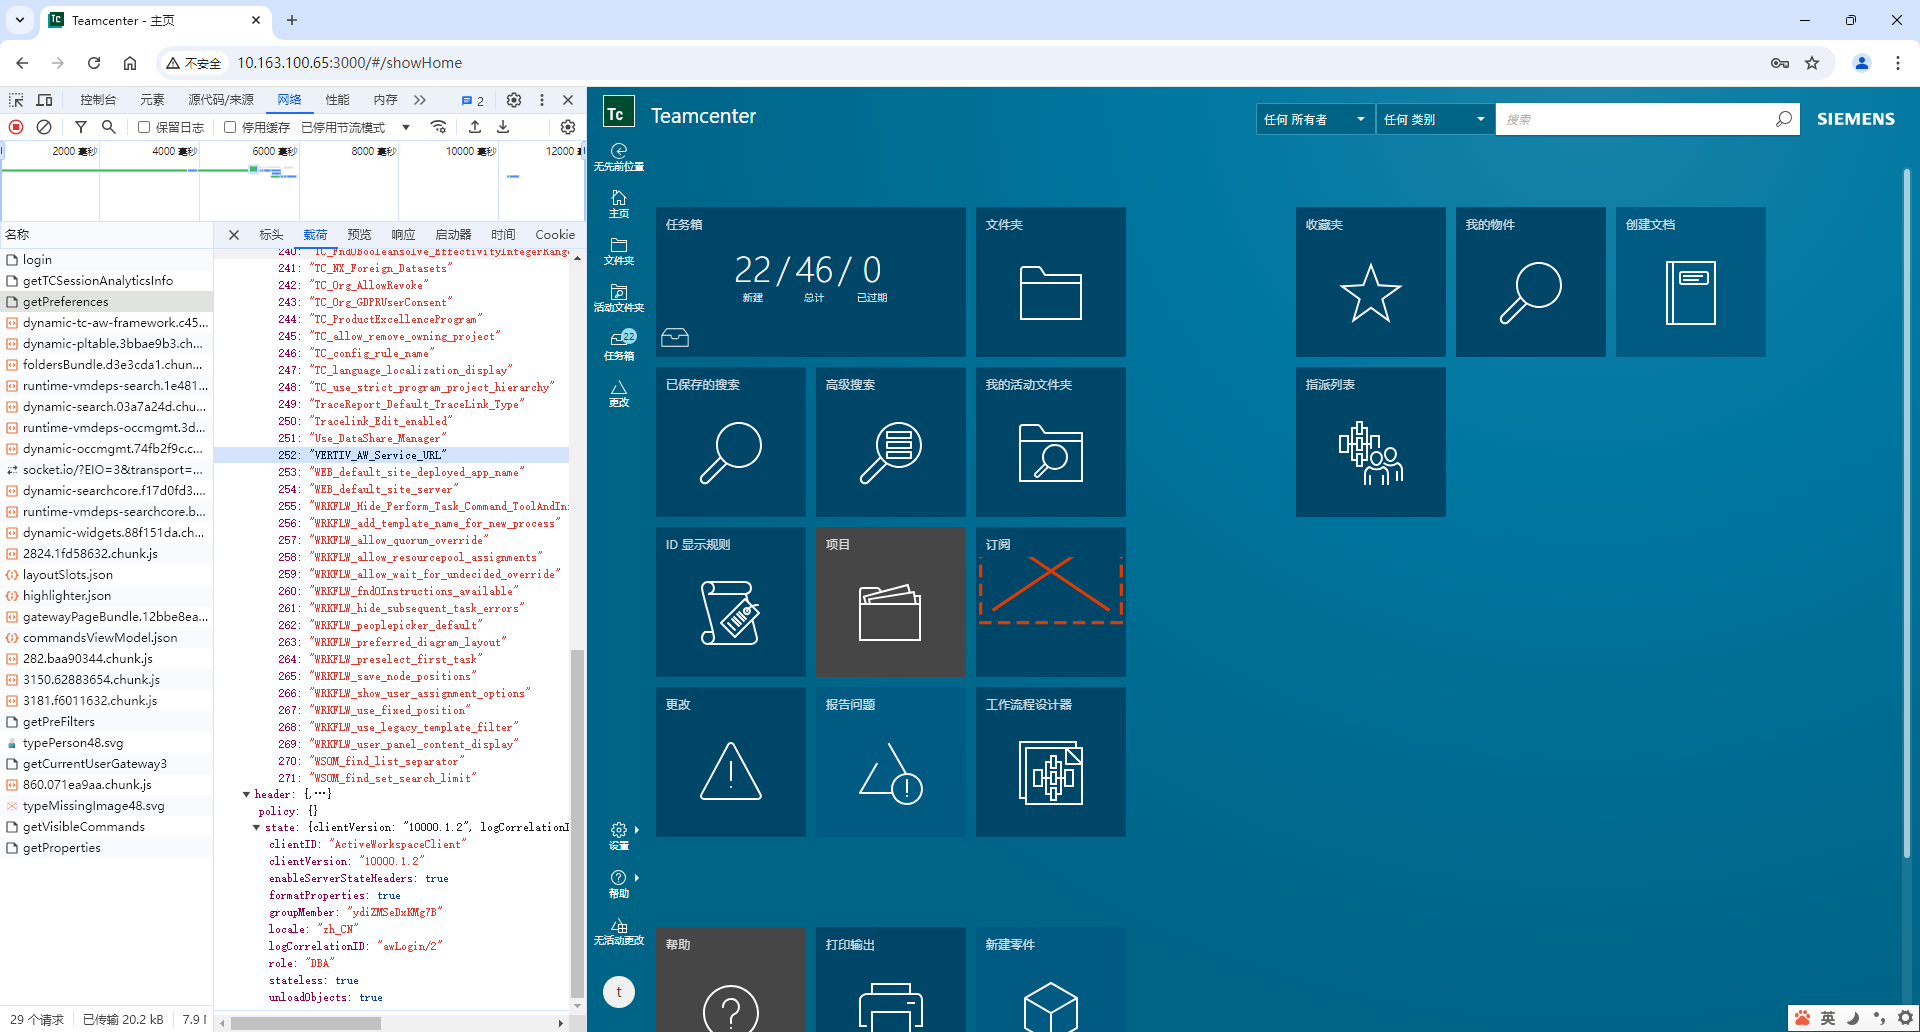 Teamcenter - 主页
不安全
10.163.100.65:3000/#/showHome
控制台
元素
源代码/来源
网络
性能
内存
2
保留日志
停用缓存
已停用节流模式
2000 毫秒
4000 毫秒
6000 毫秒
8000 毫秒
10000 毫秒
12000
名称
标头
载荷
预览
响应
启动器
时间
Cookie
login
getTCSessionAnalyticsInfo
getPreferences
dynamic-tc-aw-framework.c45...
dynamic-pltable.3bbae9b3.ch...
foldersBundle.d3e3cda1.chun...
runtime-vmdeps-search.1e481...
dynamic-search.03a7a24d.chu...
runtime-vmdeps-occmgmt.3d...
dynamic-occmgmt.74fb2f9c.c...
socket.io/?EIO=3&transport=...
dynamic-searchcore.f17d0fd3....
runtime-vmdeps-searchcore.b...
dynamic-widgets.88f151da.ch...
2824.1fd58632.chunk.js
layoutSlots.json
highlighter.json
gatewayPageBundle.12bbe8ea...
commandsViewModel.json
282.baa90344.chunk.js
3150.62883654.chunk.js
3181.f6011632.chunk.js
getPreFilters
typePerson48.svg
getCurrentUserGateway3
860.071ea9aa.chunk.js
typeMissingImage48.svg
getVisibleCommands
getProperties
29 个请求
已传输 20.2 kB
7.9
240: "TC_Fnd0BooleanSolve_EffectivityIntegerRange
241: "TC_NX_Foreign_Datasets"
242: "TC_Org_AllowRevoke"
243: "TC_Org_GDPRUserConsent"
244: "TC_ProductExcellenceProgram"
245: "TC_allow_remove_owning_project"
246: "TC_config_rule_name"
247: "TC_language_localization_display"
248: "TC_use_strict_program_project_hierarchy"
249: "TraceReport_Default_TraceLink_Type"
250: "Tracelink_Edit_enabled"
251: "Use_DataShare_Manager"
252: "VERTIV_AW_Service_URL"
253: "WEB_default_site_deployed_app_name"
254: "WEB_default_site_server"
255: "WRKFLW_Hide_Perform_Task_Command_ToolAndIn
256: "WRKFLW_add_template_name_for_new_process"
257: "WRKFLW_allow_quorum_override"
258: "WRKFLW_allow_resourcepool_assignments"
259: "WRKFLW_allow_wait_for_undecided_override"
260: "WRKFLW_fnd0Instructions_available"
261: "WRKFLW_hide_subsequent_task_errors"
262: "WRKFLW_peoplepicker_default"
263: "WRKFLW_preferred_diagram_layout"
264: "WRKFLW_preselect_first_task"
265: "WRKFLW_save_node_positions"
266: "WRKFLW_show_user_assignment_options"
267: "WRKFLW_use_fixed_position"
268: "WRKFLW_use_legacy_template_filter"
269: "WRKFLW_user_panel_content_display"
270: "WSOM_find_list_separator"
271: "WSOM_find_set_search_limit"
header: {,…}
policy: {}
state: {clientVersion: "10000.1.2", logCorrelationI
clientID: "ActiveWorkspaceClient"
clientVersion: "10000.1.2"
enableServerStateHeaders: true
formatProperties: true
groupMember: "ydiZMSeDxKMg7B"
locale: "zh_CN"
logCorrelationID: "awLogin/2"
role: "DBA"
stateless: true
unloadObjects: true
Tc
Teamcenter
任何 所有者
任何 类别
搜索
SIEMENS
无先前位置
主页
文件夹
活动文件夹
22
任务箱
更改
设置
帮助
无活动更改
t
任务箱
22 / 46 / 0
新建
总计
已过期
文件夹
收藏夹
我的物件
创建文档
已保存的搜索
高级搜索
我的活动文件夹
指派列表
ID 显示规则
项目
订阅
更改
报告问题
工作流程设计器
帮助
打印输出
新建零件
英